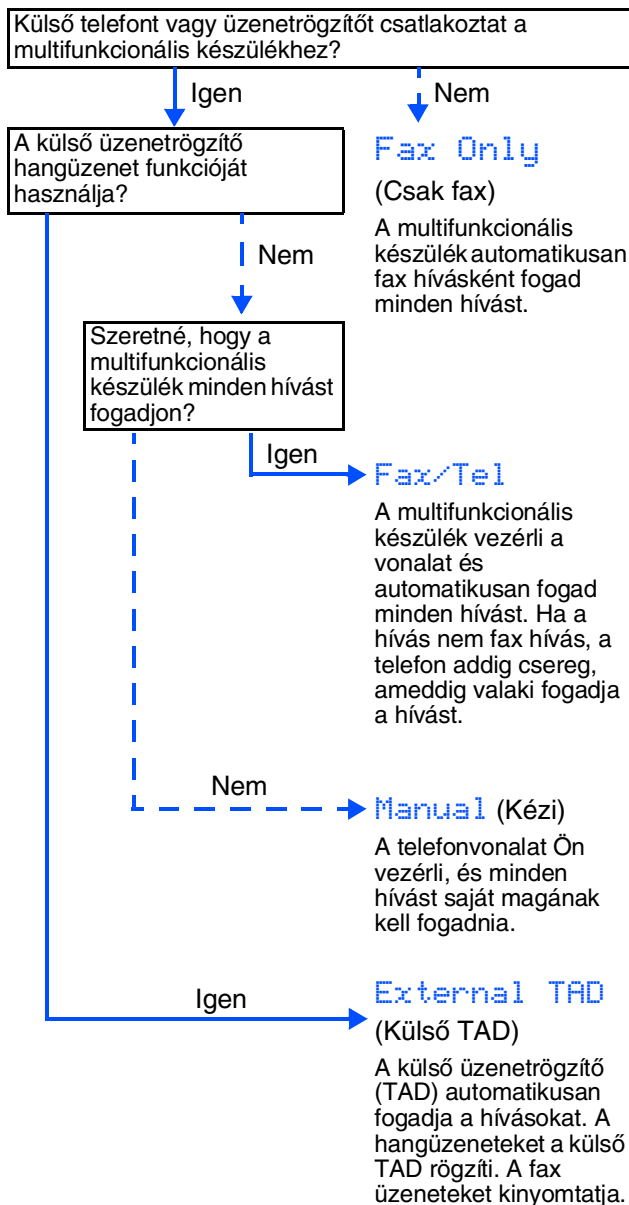 Külső telefont vagy üzenetrögzítőt csatlakoztat a
multifunkcionális készülékhez?
Igen
Nem
A külső üzenetrögzítő
hangüzenet funkcióját
használja?
Fax Only
(Csak fax)
A multifunkcionális
készülék automatikusan
fax hívásként fogad
minden hívást.
Nem
Szeretné, hogy a
multifunkcionális
készülék minden hívást
fogadjon?
Igen
Fax/Tel
A multifunkcionális
készülék vezérli a
vonalat és
automatikusan fogad
minden hívást. Ha a
hívás nem fax hívás, a
telefon addig csereg,
ameddig valaki fogadja
a hívást.
Nem
Manual (Kézi)
A telefonvonalat Ön
vezérli, és minden
hívást saját magának
kell fogadnia.
Igen
External TAD
(Külső TAD)
A külső üzenetrögzítő
(TAD) automatikusan
fogadja a hívásokat. A
hangüzeneteket a külső
TAD rögzíti. A fax
üzeneteket kinyomtatja.